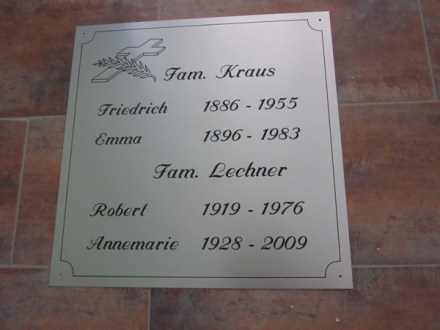 Fam. Kraus
Friedrich 1886 - 1955
Emma 1896 - 1983
Fam. Lechner
Robert 1919 - 1976
Annemarie 1928 - 2009